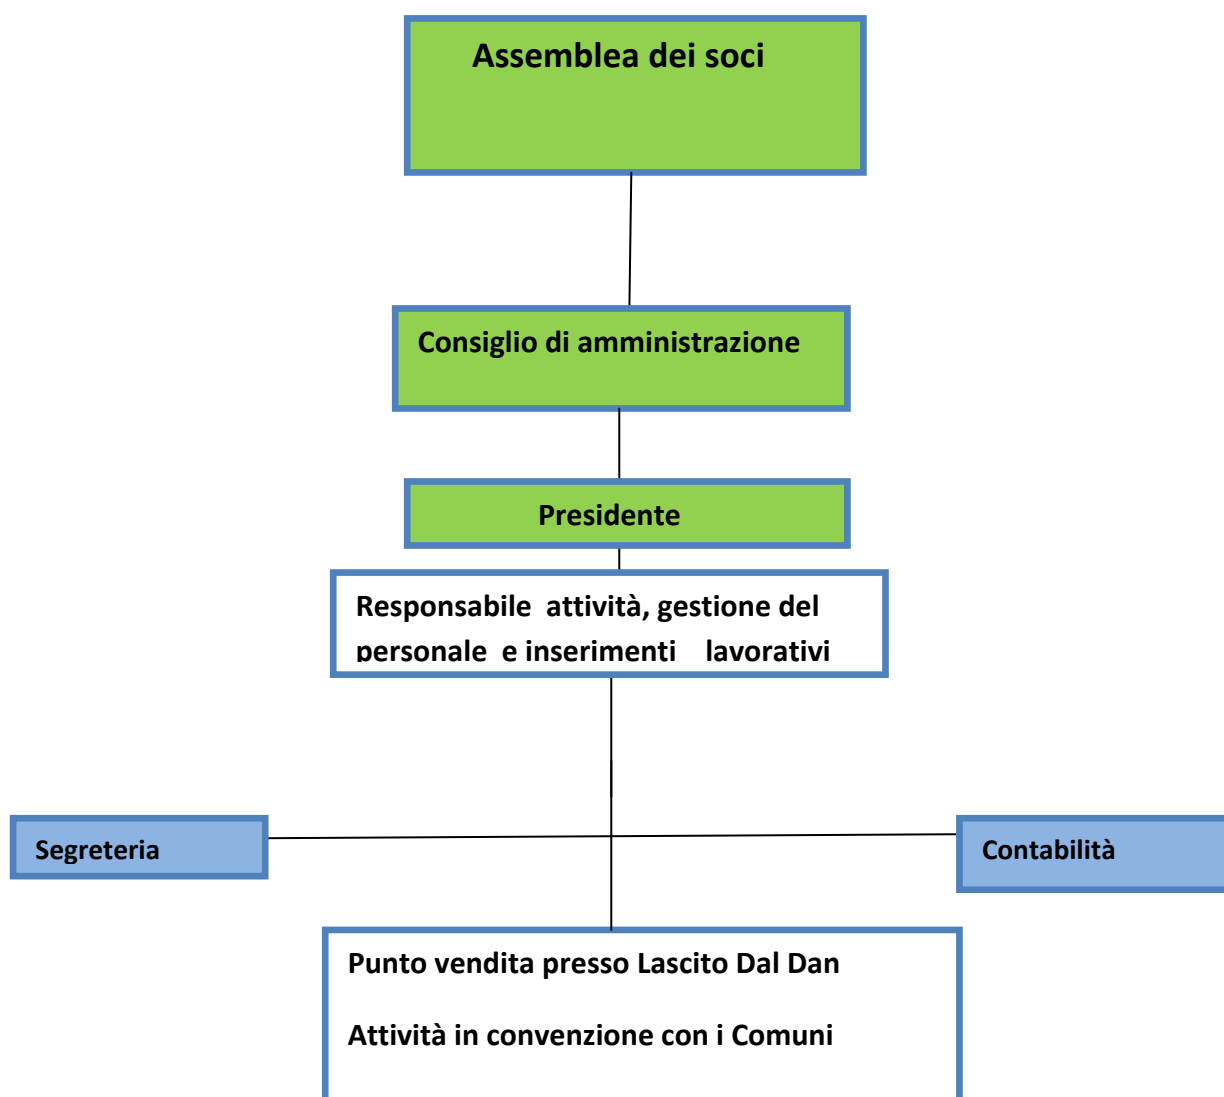 Assemblea dei soci
Consiglio di amministrazione
Presidente
Responsabile attività, gestione del
personale e inserimenti lavorativi
Segreteria
Contabilità
Punto vendita presso Lascito Dal Dan
Attività in convenzione con i Comuni